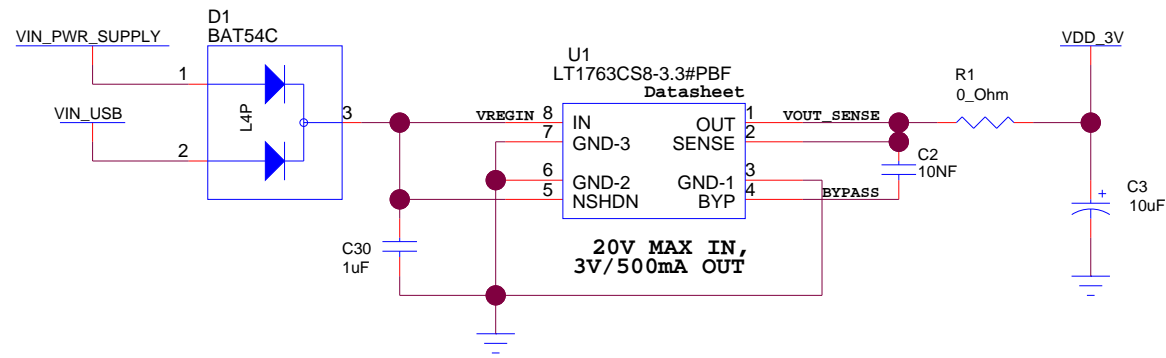 D1
BAT54C
VIN_PWR_SUPPLY
VIN_USB
1
2
3
L4P
U1
LT1763CS8-3.3#PBF
Datasheet
VREGIN
8
7
6
5
IN
GND-3
GND-2
NSHDN
OUT
SENSE
GND-1
BYP
1
2
3
4
VOUT_SENSE
BYPASS
20V MAX IN,
3V/500mA OUT
C30
1uF
C2
10NF
R1
0_Ohm
VDD_3V
C3
10uF
+